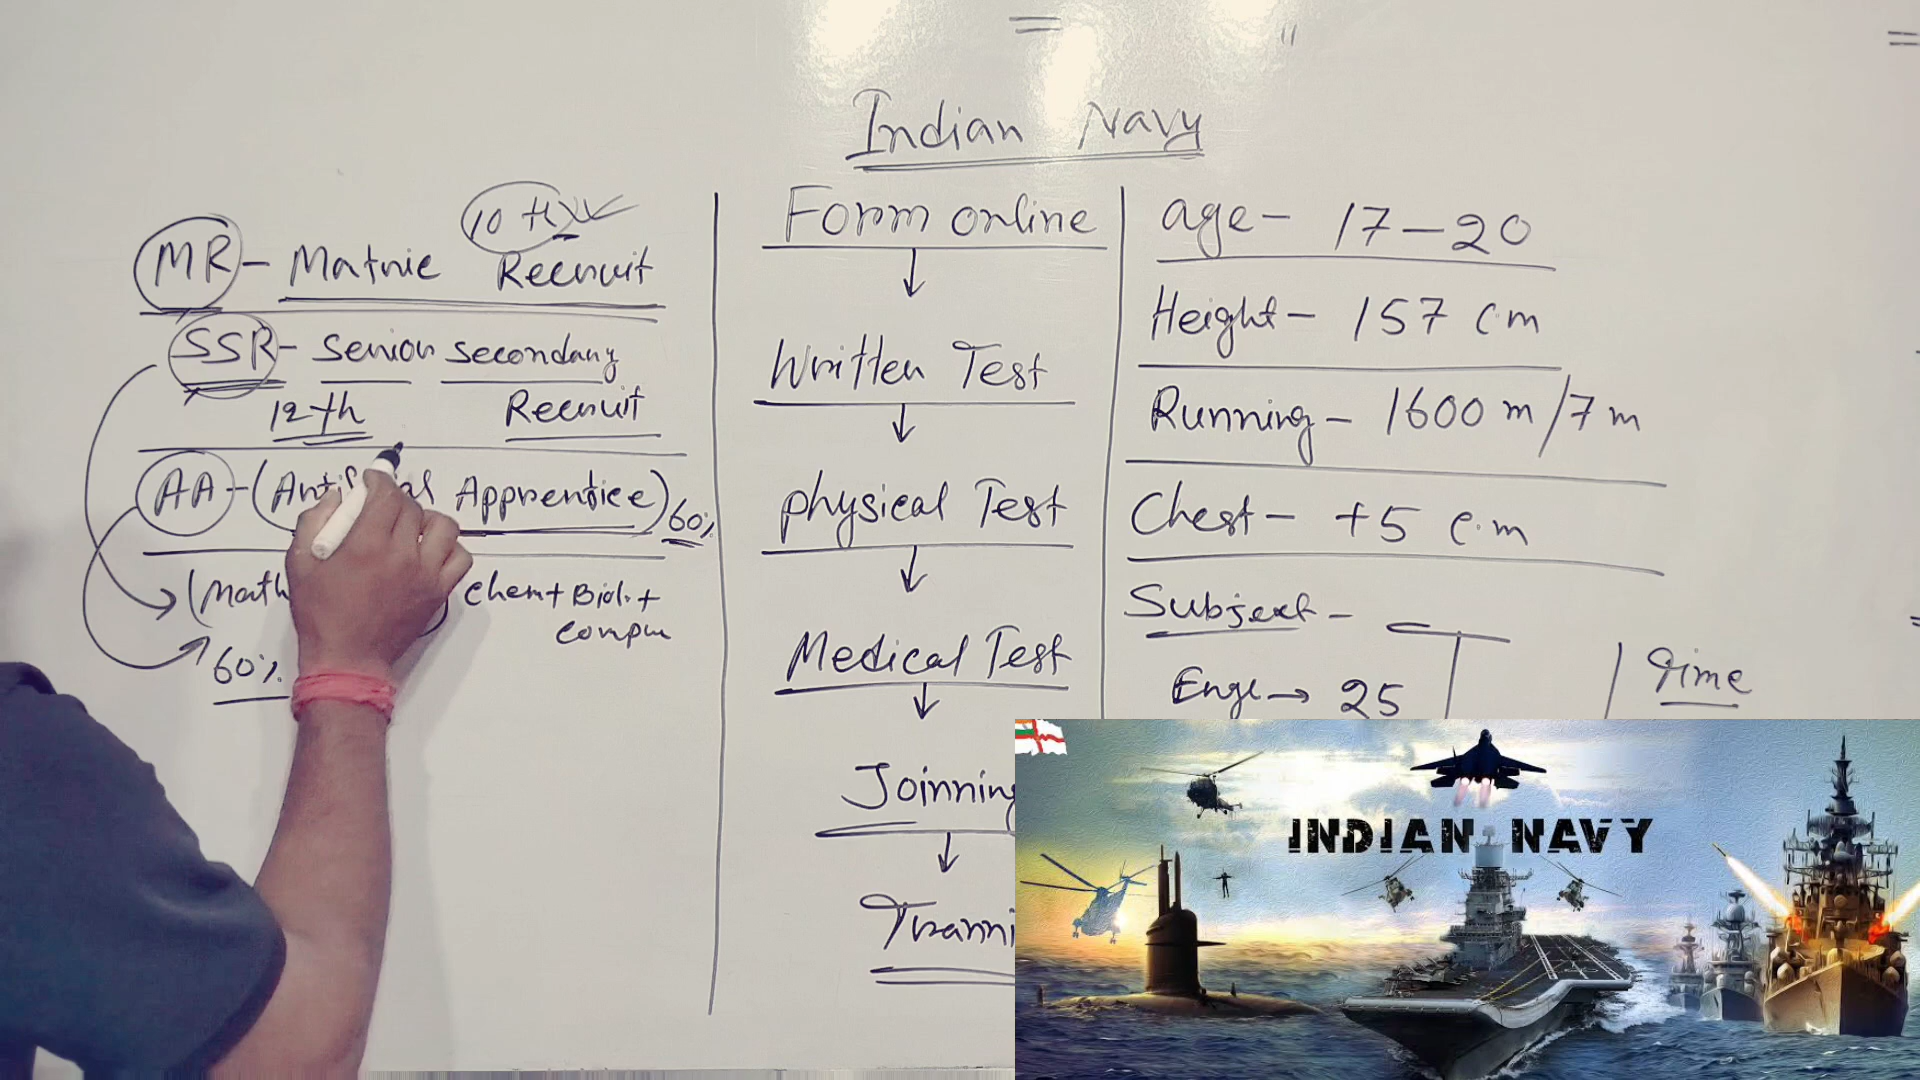 Indian Navy
10 th
MR - Matric Recruit
SSR - Senior Secondary
12th Recruit
AA - ( Apprentice) 60%
(Math ) Chem + Biol. +
60%
Form online
↓
Written Test
↓
physical Test
↓
Medical Test
↓
Joinning
↓
age - 17-20
Height - 157 cm
Running - 1600 m/7 m
Chest - +5 c.m
Subject -
Engl → 25
Time
INDIAN NAVY